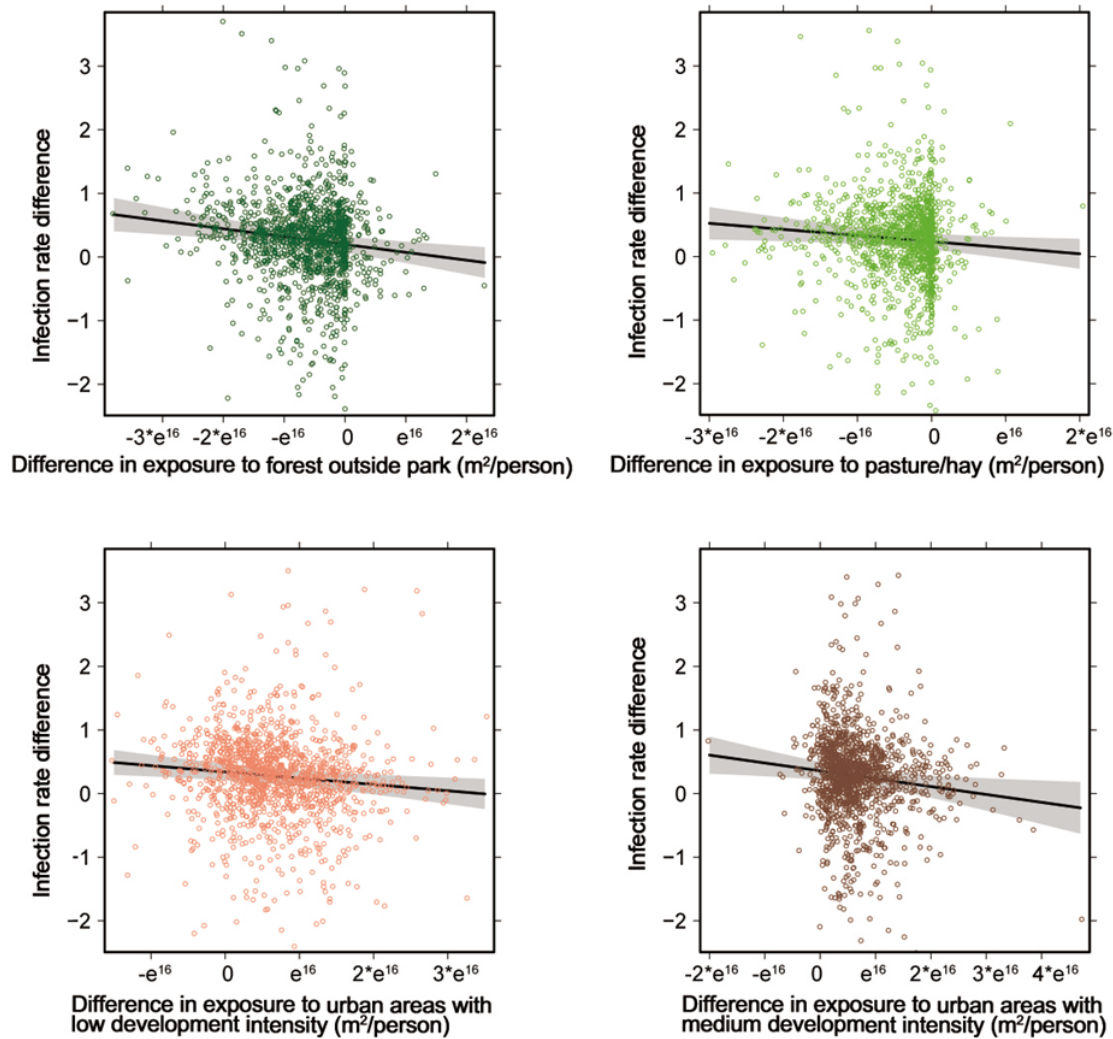 Infection rate difference
3
2
1
0
−1
−2
-3*e¹⁶ -2*e¹⁶ -e¹⁶ 0 e¹⁶ 2*e¹⁶
Difference in exposure to forest outside park (m²/person)
Infection rate difference
3
2
1
0
−1
−2
-3*e¹⁶ -2*e¹⁶ -e¹⁶ 0 e¹⁶ 2*e¹⁶
Difference in exposure to pasture/hay (m²/person)
Infection rate difference
3
2
1
0
−1
−2
-e¹⁶ 0 e¹⁶ 2*e¹⁶ 3*e¹⁶
Difference in exposure to urban areas with
low development intensity (m²/person)
Infection rate difference
3
2
1
0
−1
−2
-2*e¹⁶ -e¹⁶ 0 e¹⁶ 2*e¹⁶ 3*e¹⁶ 4*e¹⁶
Difference in exposure to urban areas with
medium development intensity (m²/person)